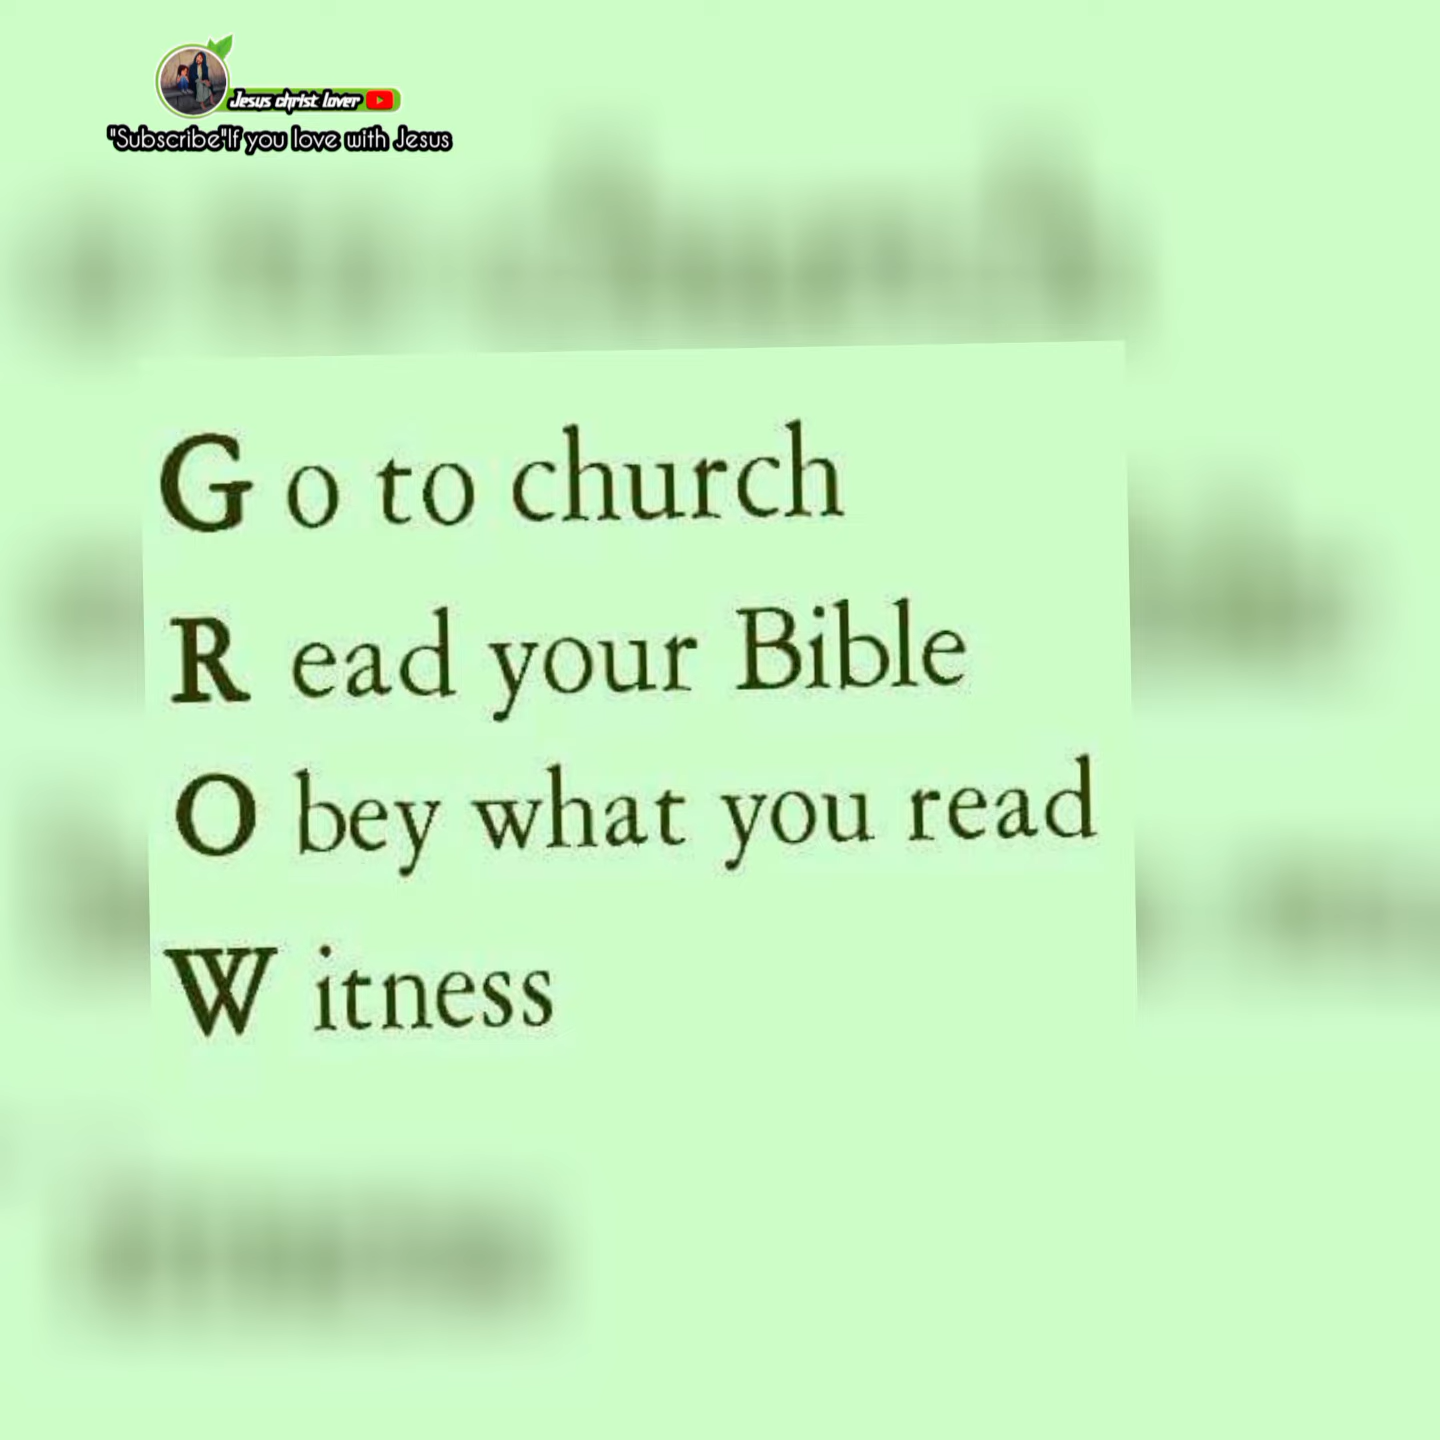 Jesus christ lover
"Subscribe"If you love with Jesus
G o to church
R ead your Bible
O bey what you read
W itness